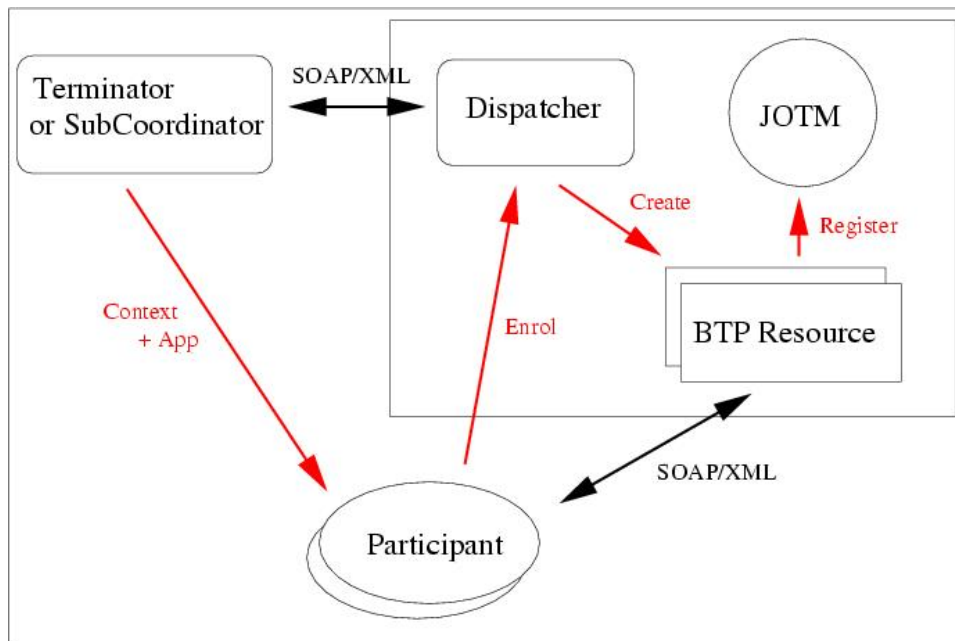 Terminator
or SubCoordinator
SOAP/XML
Dispatcher
JOTM
Create
Register
Context
+ App
Enrol
BTP Resource
SOAP/XML
Participant